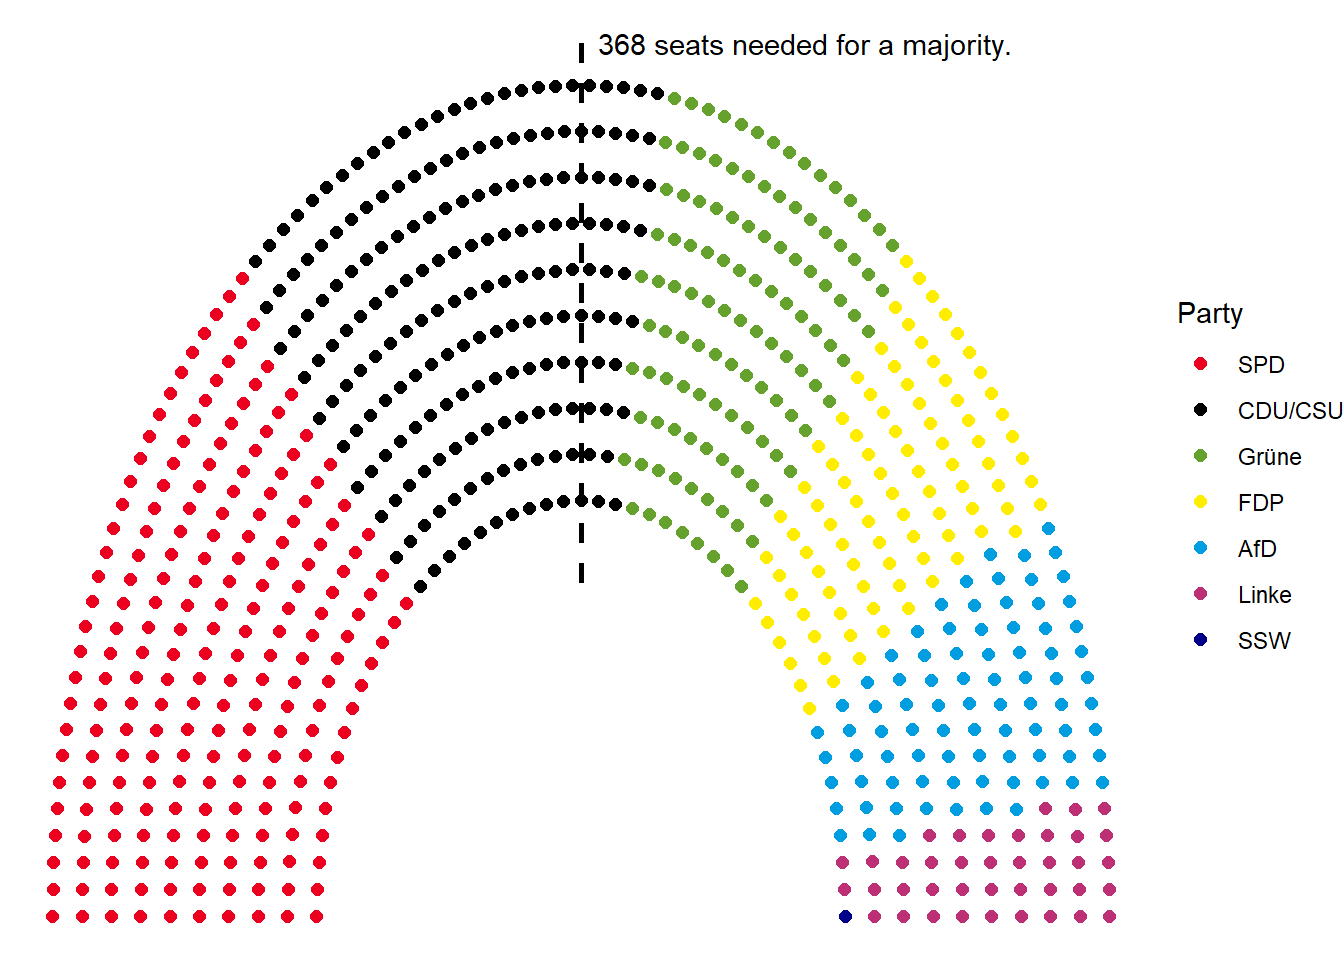 368 seats needed for a majority.
Party
SPD
CDU/CSU
Grüne
FDP
AfD
Linke
SSW